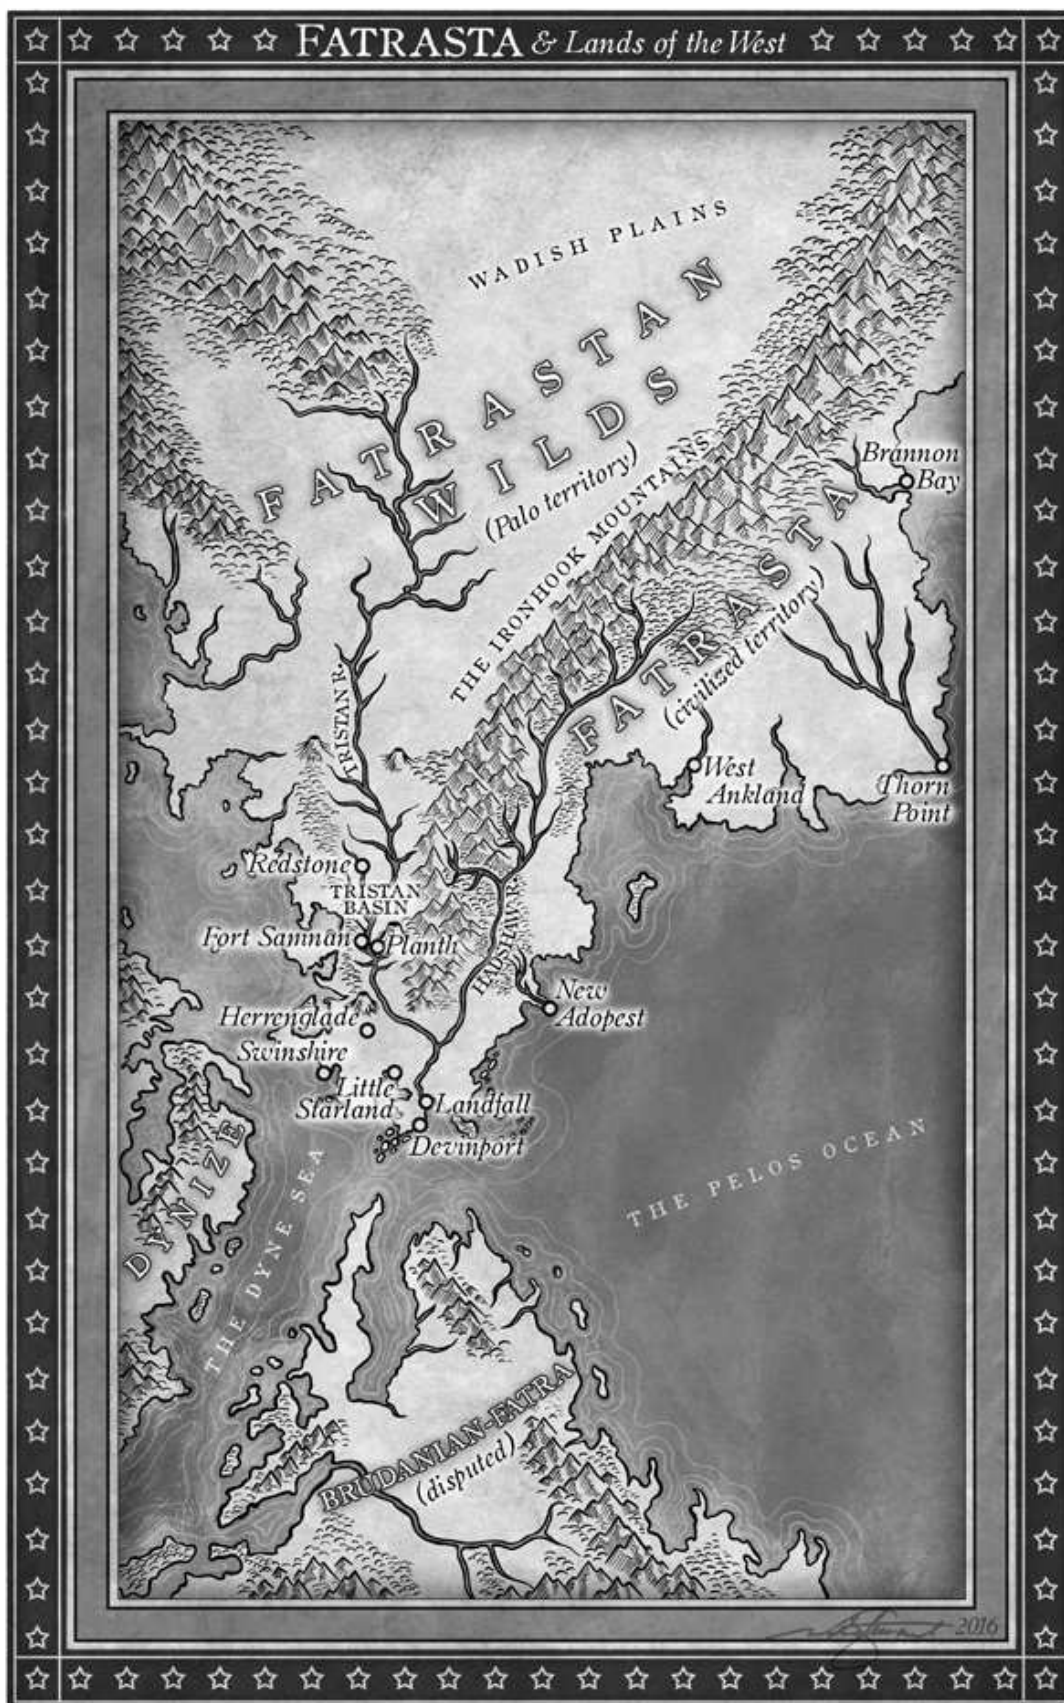 FATRASTA & Lands of the West
WADISH PLAINS
FATRASTAN
WILDS
(Palo territory)
THE IRONHOOK MOUNTAINS
Brannon
Bay
FATRASTA
(civilized territory)
TRISTAN R.
West
Ankland
Thorn
Point
Redstone
TRISTAN
BASIN
Fort Samnan
Planth
HADSHAW R.
New
Adopest
Herrenglade
Swinshire
Little
Starland
Landfall
Devinport
DYNIZE
THE DYNE SEA
THE PELOS OCEAN
BRUDANIAN-FATRA
(disputed)
2016